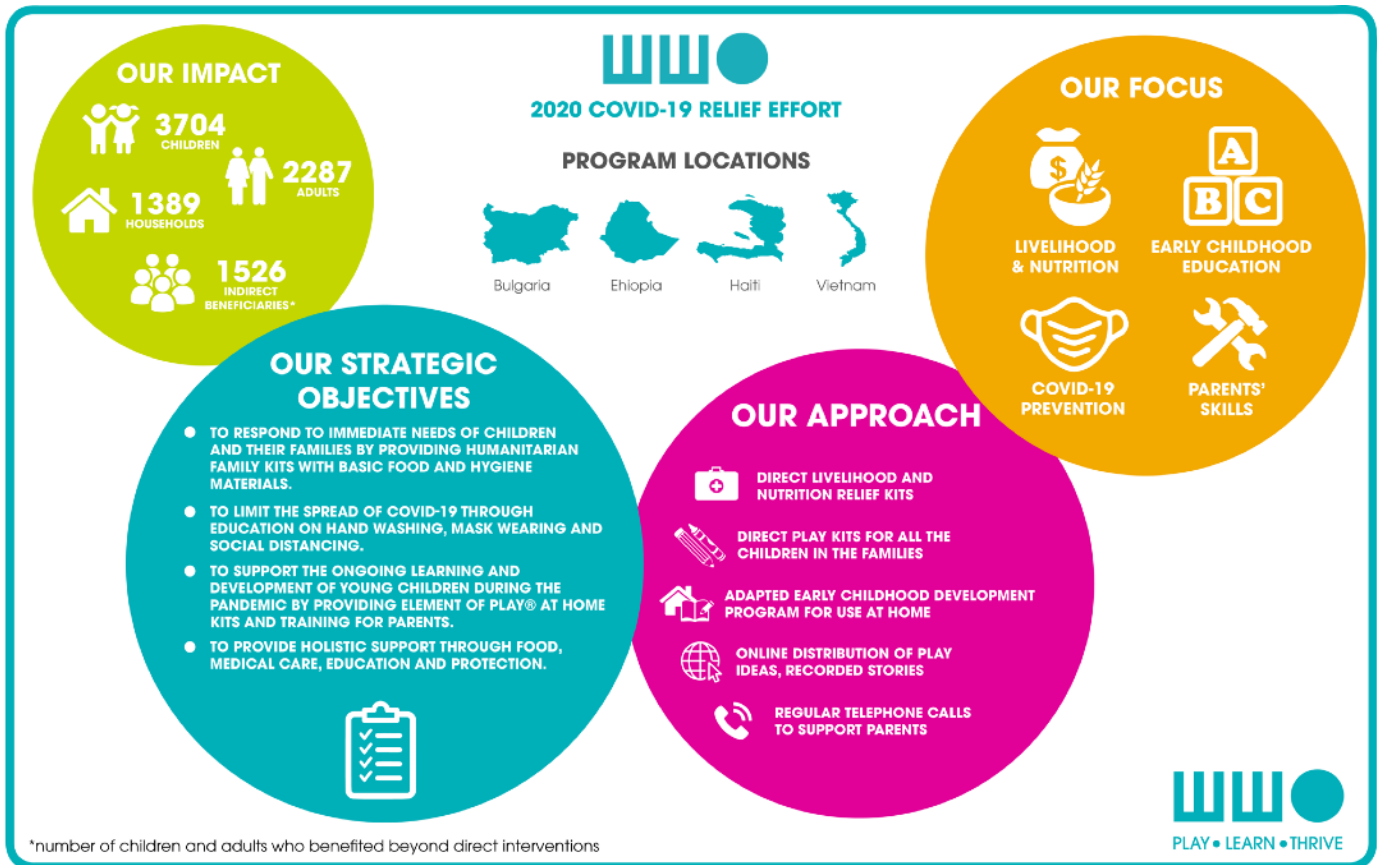 OUR IMPACT
3704
CHILDREN
2287
ADULTS
1389
HOUSEHOLDS
1526
INDIRECT
BENEFICIARIES*
WWO
2020 COVID-19 RELIEF EFFORT
PROGRAM LOCATIONS
Bulgaria
Ehiopia
Haiti
Vietnam
OUR FOCUS
$
A
B C
LIVELIHOOD
& NUTRITION
EARLY CHILDHOOD
EDUCATION
COVID-19
PREVENTION
PARENTS'
SKILLS
OUR STRATEGIC
OBJECTIVES
● TO RESPOND TO IMMEDIATE NEEDS OF CHILDREN
AND THEIR FAMILIES BY PROVIDING HUMANITARIAN
FAMILY KITS WITH BASIC FOOD AND HYGIENE
MATERIALS.
● TO LIMIT THE SPREAD OF COVID-19 THROUGH
EDUCATION ON HAND WASHING, MASK WEARING AND
SOCIAL DISTANCING.
● TO SUPPORT THE ONGOING LEARNING AND
DEVELOPMENT OF YOUNG CHILDREN DURING THE
PANDEMIC BY PROVIDING ELEMENT OF PLAY® AT HOME
KITS AND TRAINING FOR PARENTS.
● TO PROVIDE HOLISTIC SUPPORT THROUGH FOOD,
MEDICAL CARE, EDUCATION AND PROTECTION.
OUR APPROACH
DIRECT LIVELIHOOD AND
NUTRITION RELIEF KITS
DIRECT PLAY KITS FOR ALL THE
CHILDREN IN THE FAMILIES
ADAPTED EARLY CHILDHOOD DEVELOPMENT
PROGRAM FOR USE AT HOME
ONLINE DISTRIBUTION OF PLAY
IDEAS, RECORDED STORIES
REGULAR TELEPHONE CALLS
TO SUPPORT PARENTS
*number of children and adults who benefited beyond direct interventions
WWO
PLAY • LEARN • THRIVE